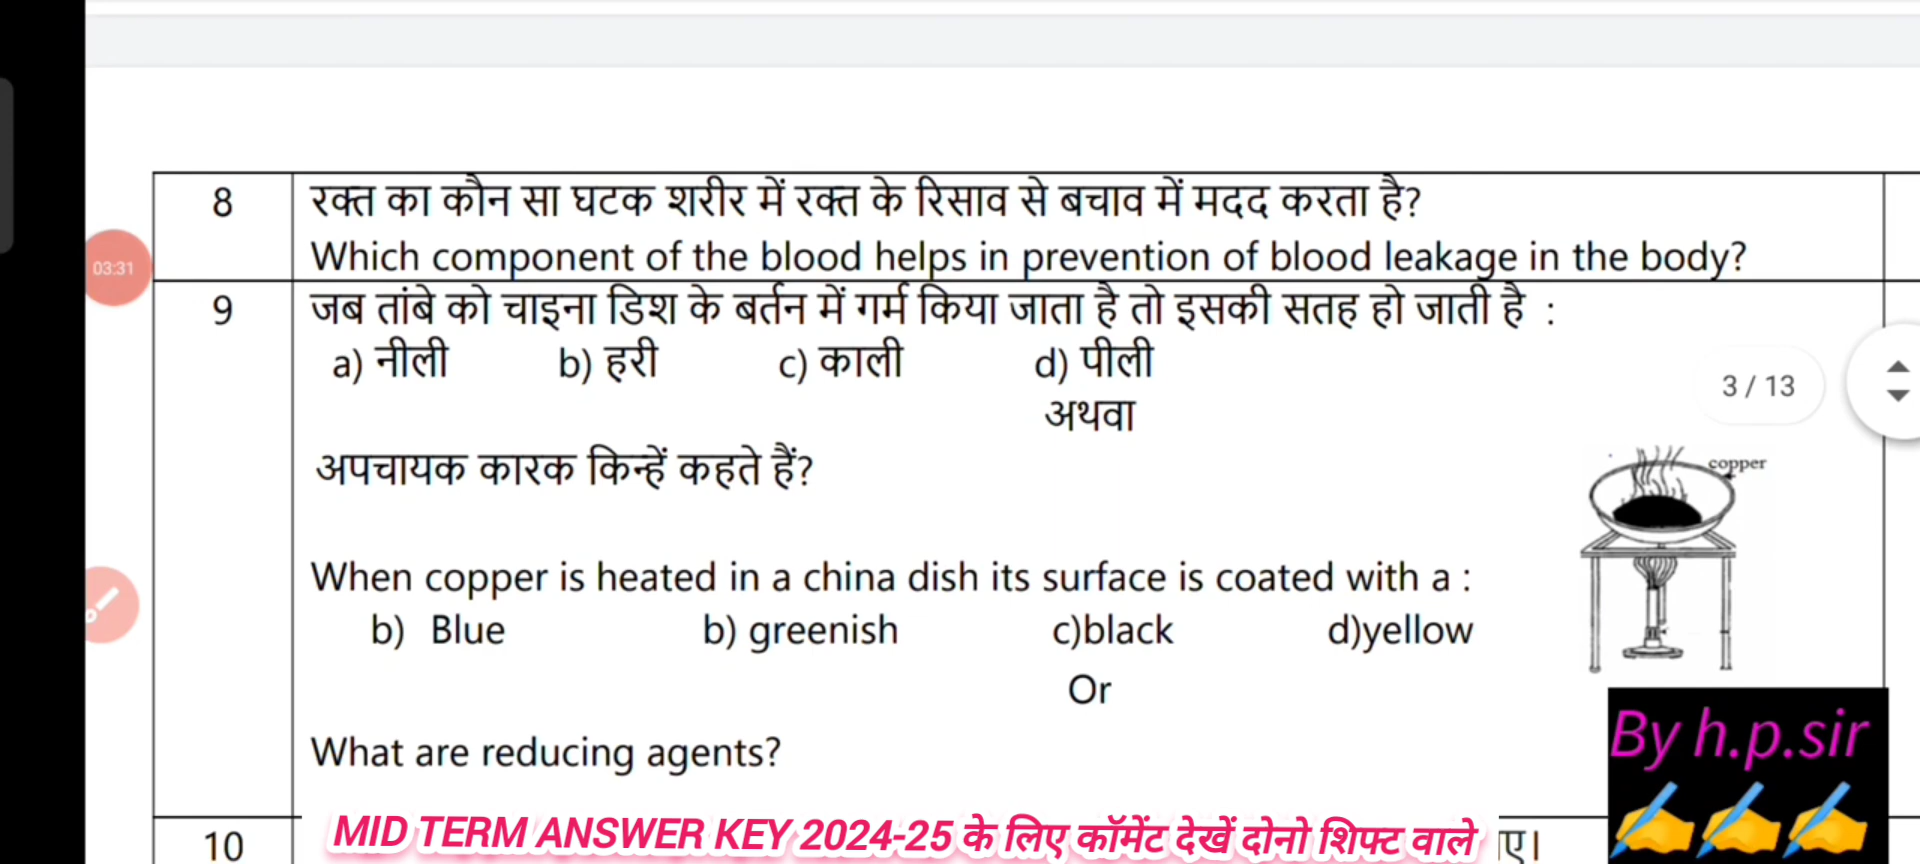 8 रक्त का कौन सा घटक शरीर में रक्त के रिसाव से बचाव में मदद करता है?
Which component of the blood helps in prevention of blood leakage in the body?
03:31
9 जब तांबे को चाइना डिश के बर्तन में गर्म किया जाता है तो इसकी सतह हो जाती है :
a) नीली b) हरी c) काली d) पीली
3 / 13
अथवा
अपचायक कारक किन्हें कहते हैं?
copper
When copper is heated in a china dish its surface is coated with a :
b) Blue b) greenish c)black d)yellow
Or
What are reducing agents?
By h.p.sir
✍✍✍
10
MID TERM ANSWER KEY 2024-25 के लिए कॉमेंट देखें दोनो शिफ्ट वाले